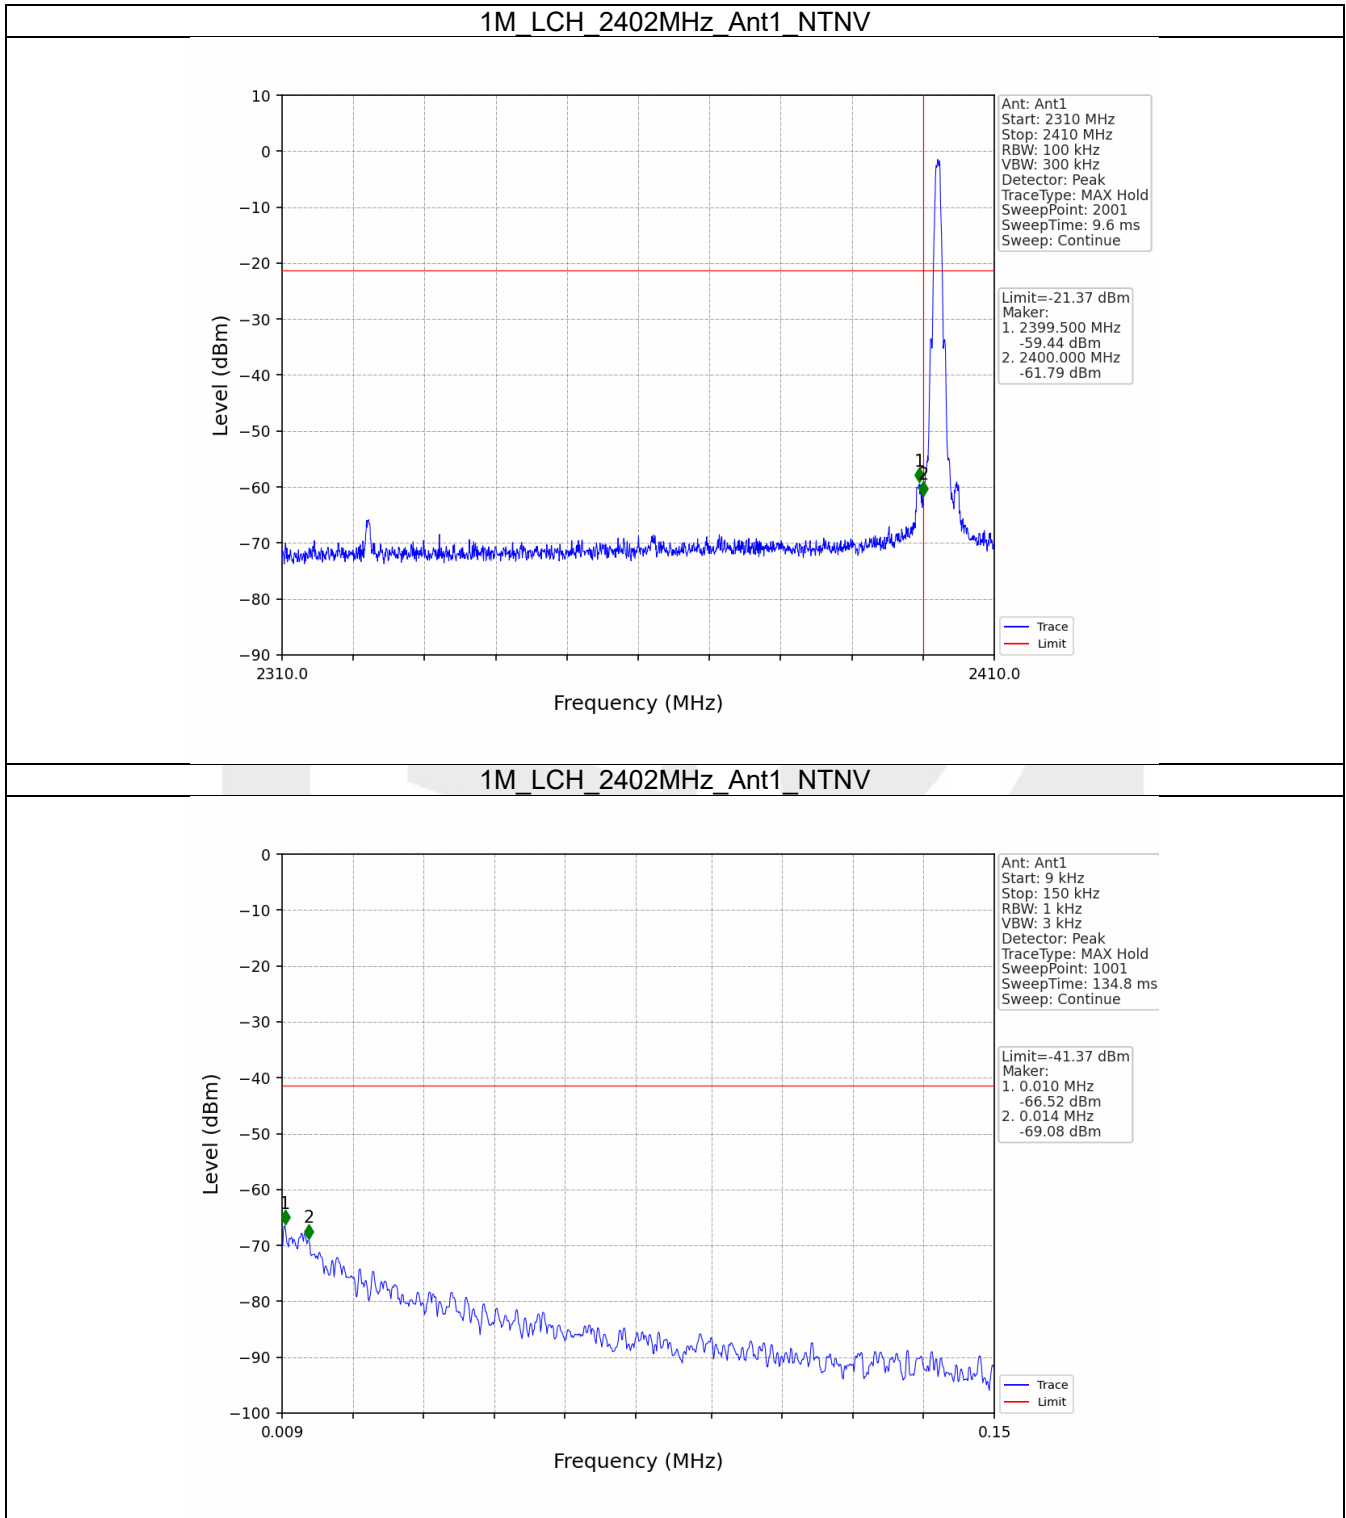 1M_LCH_2402MHz_Ant1_NTNV
10
0
−10
−20
−30
−40
−50
−60
−70
−80
−90
Level (dBm)
2310.0
2410.0
Frequency (MHz)
1
2
Ant: Ant1
Start: 2310 MHz
Stop: 2410 MHz
RBW: 100 kHz
VBW: 300 kHz
Detector: Peak
TraceType: MAX Hold
SweepPoint: 2001
SweepTime: 9.6 ms
Sweep: Continue
Limit=-21.37 dBm
Maker:
1. 2399.500 MHz
-59.44 dBm
2. 2400.000 MHz
-61.79 dBm
Trace
Limit
1M_LCH_2402MHz_Ant1_NTNV
0
−10
−20
−30
−40
−50
−60
−70
−80
−90
−100
Level (dBm)
0.009
0.15
Frequency (MHz)
1
2
Ant: Ant1
Start: 9 kHz
Stop: 150 kHz
RBW: 1 kHz
VBW: 3 kHz
Detector: Peak
TraceType: MAX Hold
SweepPoint: 1001
SweepTime: 134.8 ms
Sweep: Continue
Limit=-41.37 dBm
Maker:
1. 0.010 MHz
-66.52 dBm
2. 0.014 MHz
-69.08 dBm
Trace
Limit